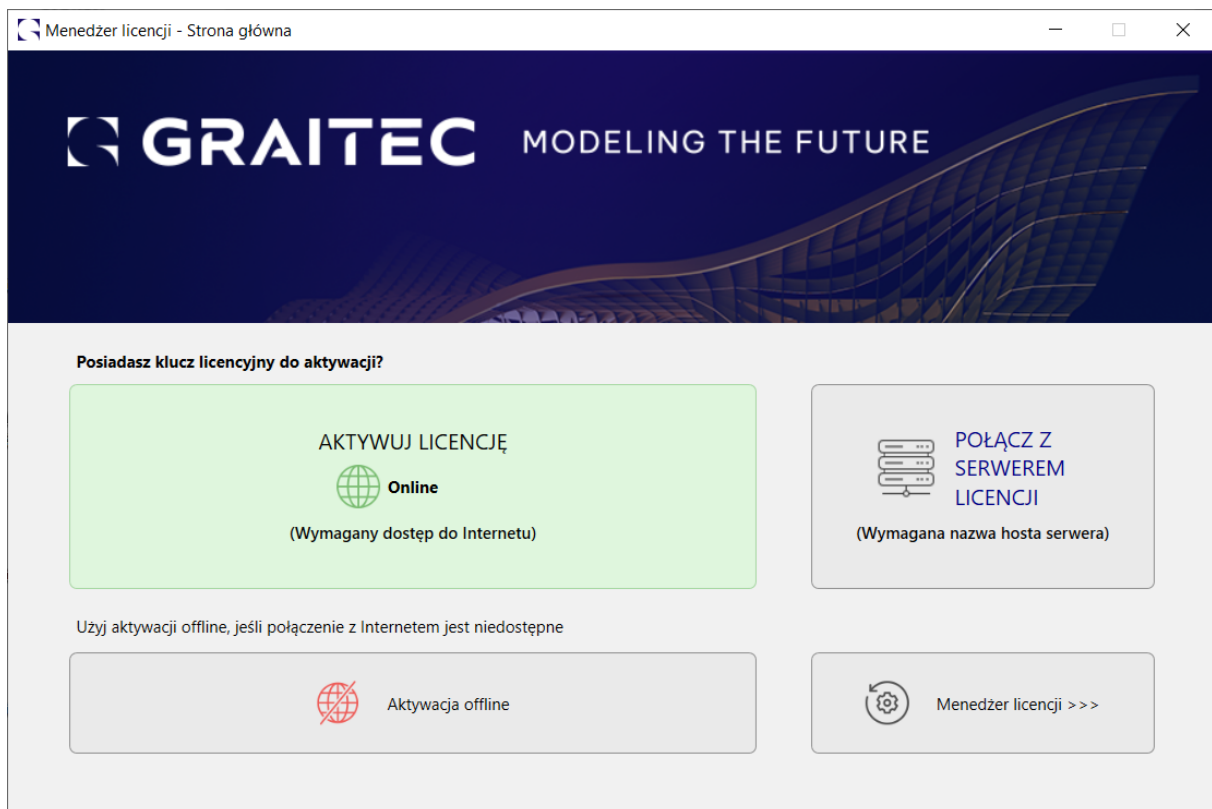 Menedżer licencji - Strona główna
GRAITEC MODELING THE FUTURE
Posiadasz klucz licencyjny do aktywacji?
AKTYWUJ LICENCJĘ
Online
(Wymagany dostęp do Internetu)
POŁĄCZ Z
SERWEREM
LICENCJI
(Wymagana nazwa hosta serwera)
Użyj aktywacji offline, jeśli połączenie z Internetem jest niedostępne
Aktywacja offline
Menedżer licencji >>>